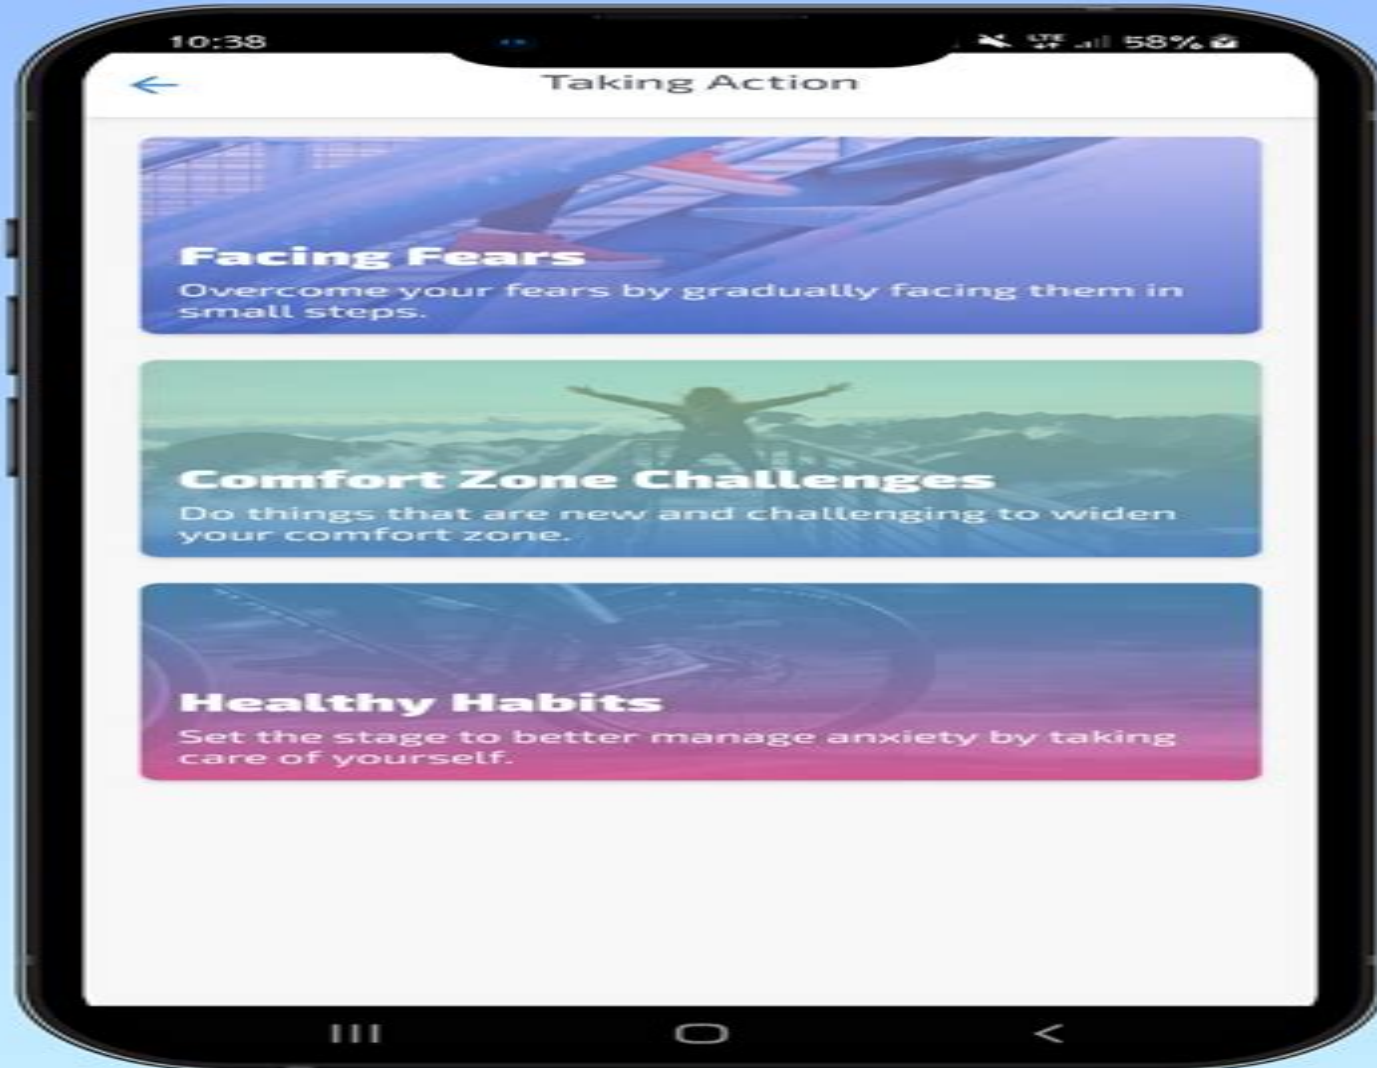 10:38
LTE 58%
Taking Action
Facing Fears
Overcome your fears by gradually facing them in
small steps.
Comfort Zone Challenges
Do things that are new and challenging to widen
your comfort zone.
Healthy Habits
Set the stage to better manage anxiety by taking
care of yourself.